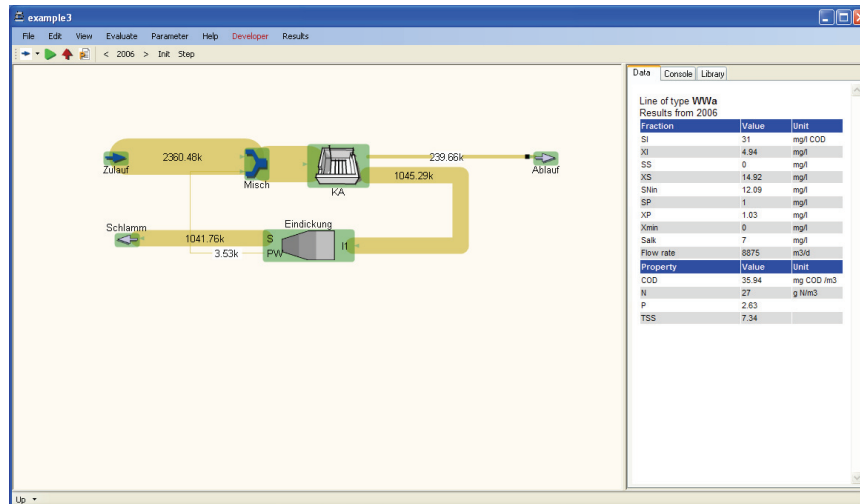 example3
File Edit View Evaluate Parameter Help Developer Results
< 2006 > Init Step
Zulauf
2360.48k
Misch
KA
239.66k
Ablauf
1045.29k
Schlamm
1041.76k
3.53k
Eindickung
S
PW
I1
Data Console Library
Line of type WWa
Results from 2006
Fraction Value Unit
SI 31 mg/l COD
XI 4.94 mg/l
SS 0 mg/l
XS 14.92 mg/l
SNin 12.09 mg/l
SP 1 mg/l
XP 1.03 mg/l
Xmin 0 mg/l
Salk 7 mg/l
Flow rate 8875 m3/d
Property Value Unit
COD 35.94 mg COD /m3
N 27 g N/m3
P 2.63
TSS 7.34
Up